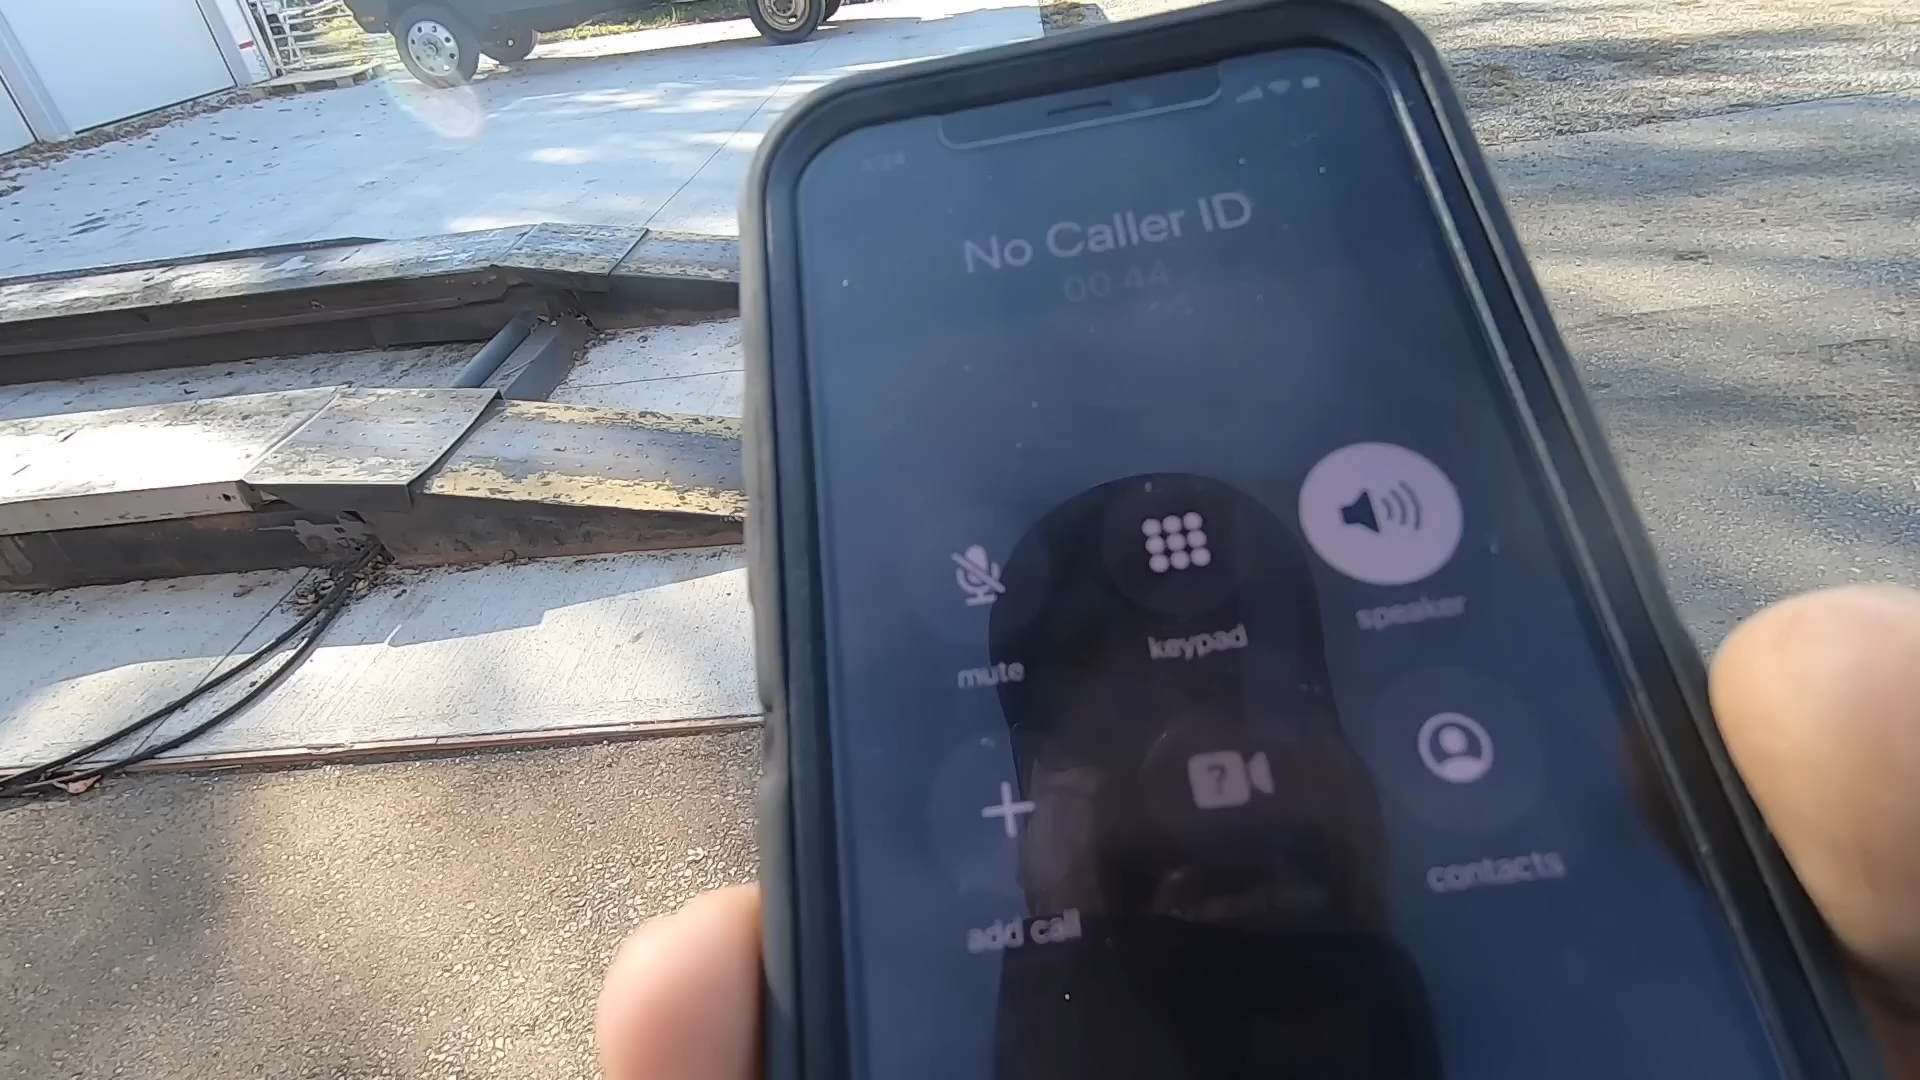 No Caller ID
00:44
mute
keypad
speaker
add call
?
contacts